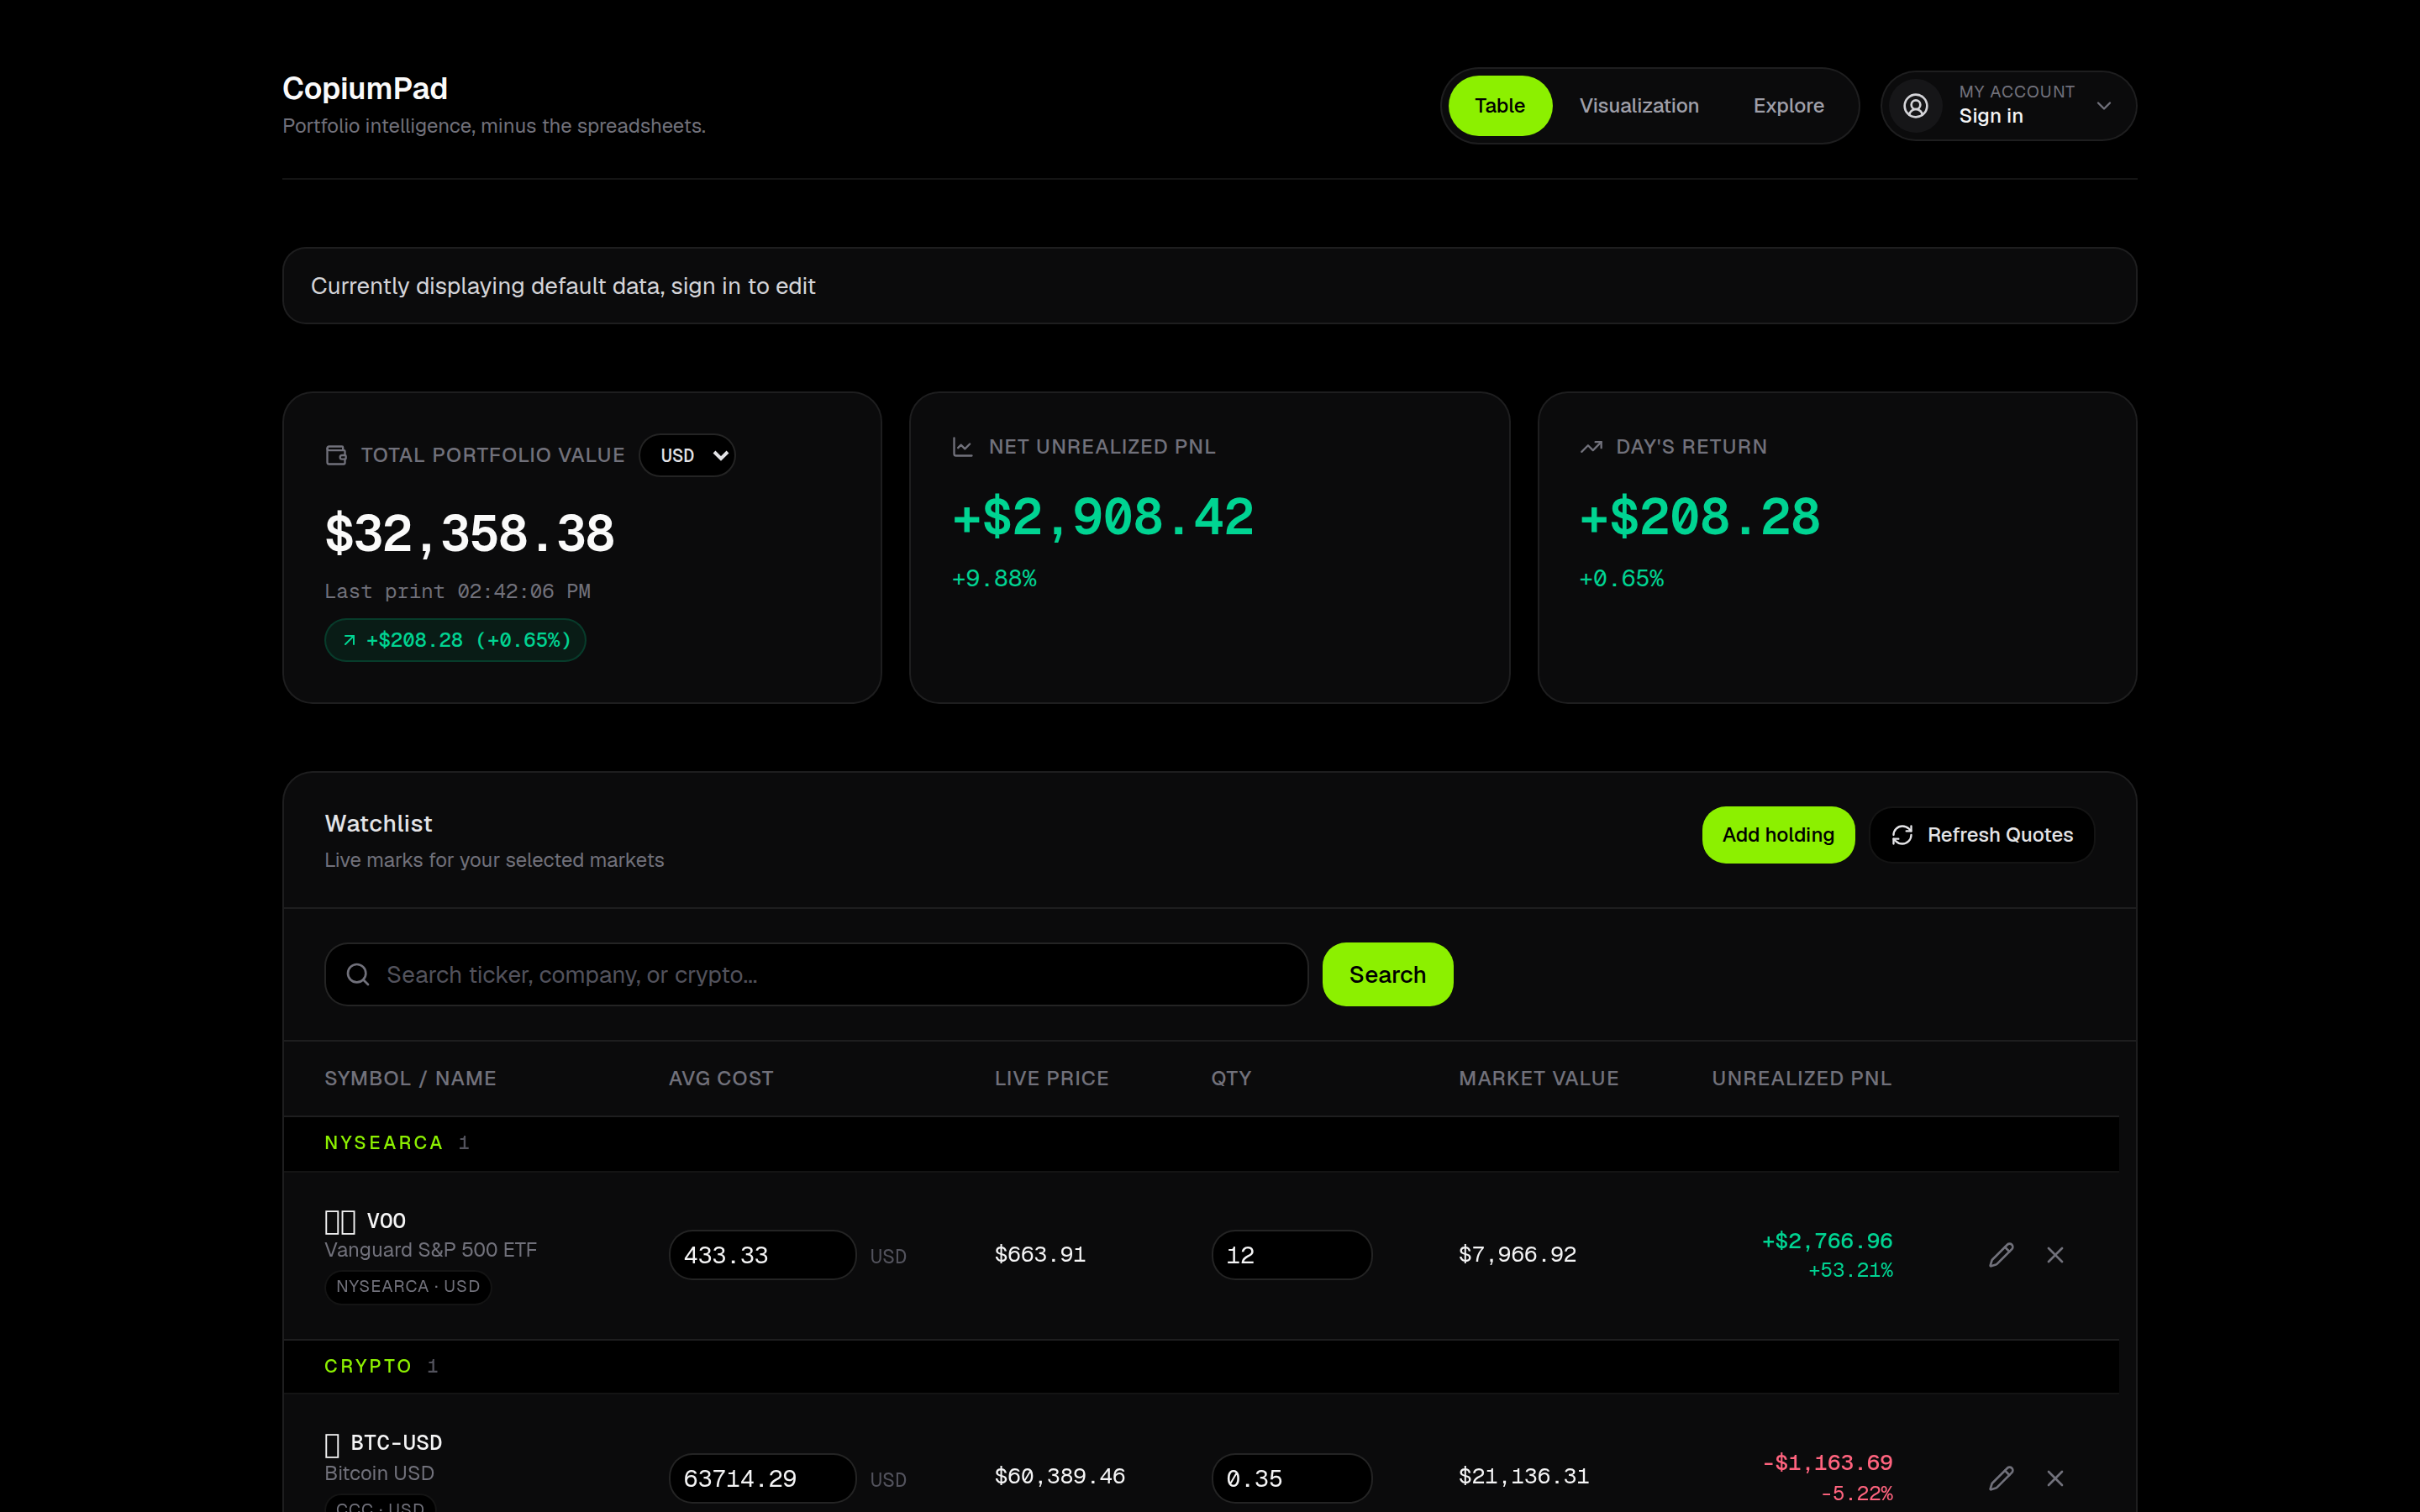 CopiumPad
Portfolio intelligence, minus the spreadsheets.
Table
Visualization
Explore
MY ACCOUNT
Sign in
Currently displaying default data, sign in to edit
TOTAL PORTFOLIO VALUE
USD
$32,358.38
Last print 02:42:06 PM
+$208.28 (+0.65%)
NET UNREALIZED PNL
+$2,908.42
+9.88%
DAY'S RETURN
+$208.28
+0.65%
Watchlist
Live marks for your selected markets
Add holding
Refresh Quotes
Search ticker, company, or crypto...
Search
SYMBOL / NAME AVG COST LIVE PRICE QTY MARKET VALUE UNREALIZED PNL
NYSEARCA 1
VOO
Vanguard S&P 500 ETF
NYSEARCA · USD
433.33 USD $663.91 12 $7,966.92
+$2,766.96
+53.21%
CRYPTO 1
BTC-USD
Bitcoin USD
CCC · USD
63714.29 USD $60,389.46 0.35 $21,136.31
-$1,163.69
-5.22%